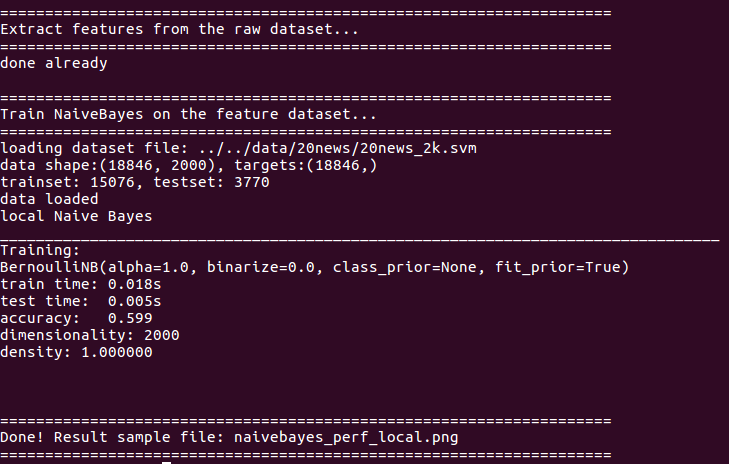 ====================================================================
Extract features from the raw dataset...
====================================================================
done already
====================================================================
Train NaiveBayes on the feature dataset...
====================================================================
loading dataset file: ../../data/20news/20news_2k.svm
data shape:(18846, 2000), targets:(18846,)
trainset: 15076, testset: 3770
data loaded
local Naive Bayes
________________________________________________________________________________
Training:
BernoulliNB(alpha=1.0, binarize=0.0, class_prior=None, fit_prior=True)
train time: 0.018s
test time:  0.005s
accuracy:   0.599
dimensionality: 2000
density: 1.000000
====================================================================
Done! Result sample file: naivebayes_perf_local.png
====================================================================